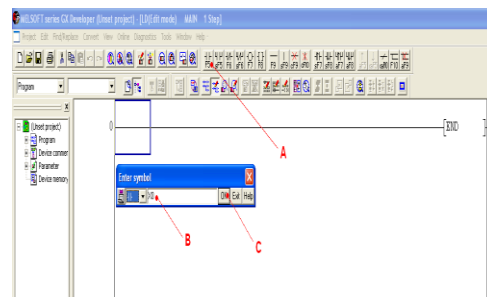 MELSOFT series GX Developer (Unset project) - [LD(Edit mode) MAIN 1 Step]
Project Edit Find/Replace Convert View Online Diagnostics Tools Window Help
Program
(Unset project)
Program
Device commen
Parameter
Device memory
0
END
A
Enter symbol
OK Exit Help
B
C